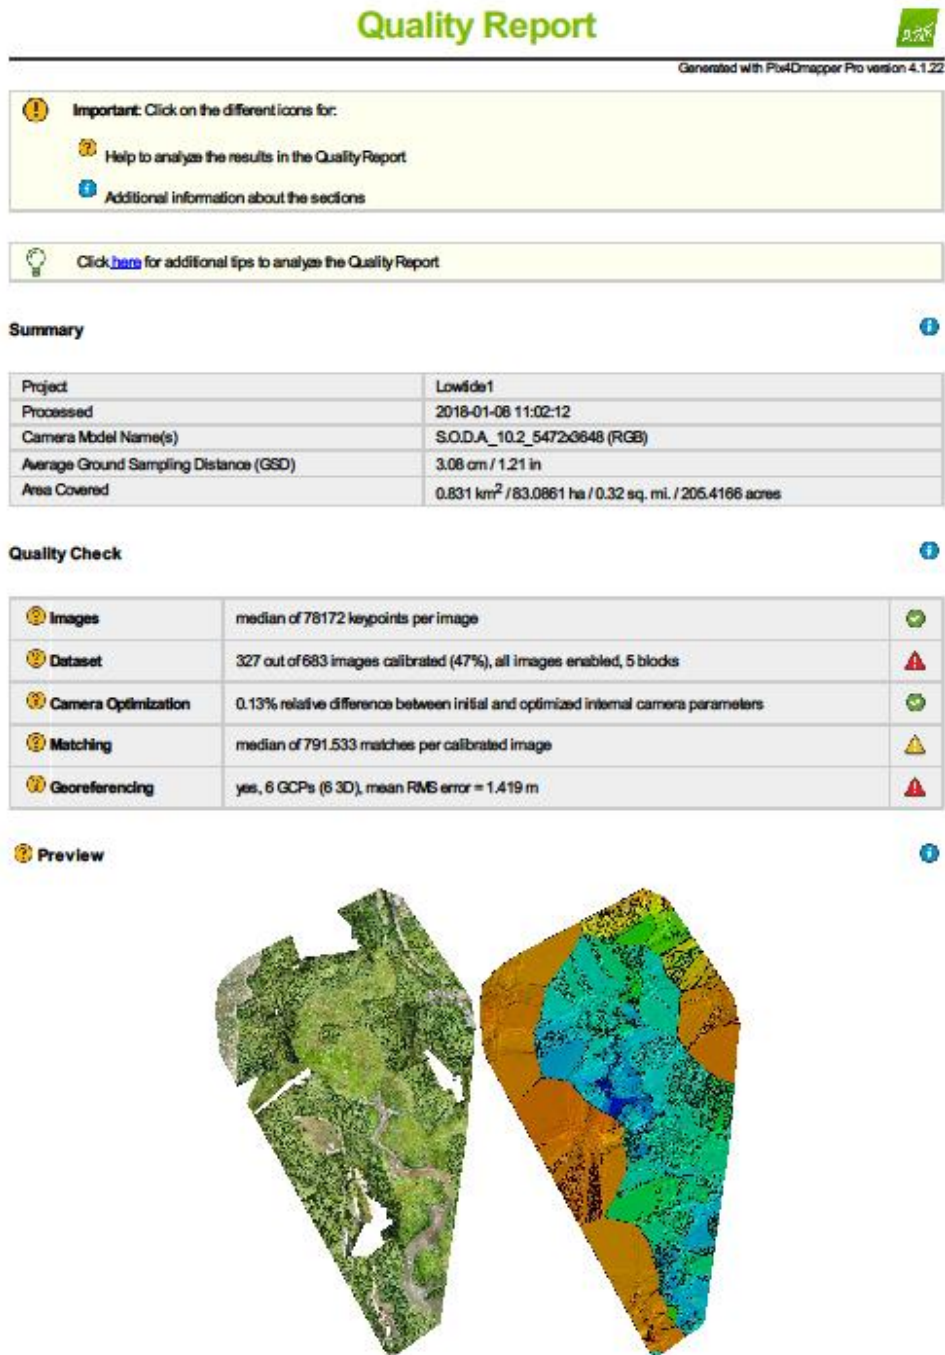 Quality Report
Generated with Pix4Dmapper Pro version 4.1.22
Important: Click on the different icons for:
Help to analyze the results in the Quality Report
Additional information about the sections
Click here for additional tips to analyze the Quality Report
Summary
Project Lowtide1
Processed 2018-01-08 11:02:12
Camera Model Name(s) S.O.D.A._10.2_5472x3648 (RGB)
Average Ground Sampling Distance (GSD) 3.08 cm / 1.21 in
Area Covered 0.831 km² / 83.0861 ha / 0.32 sq. mi. / 205.4166 acres
Quality Check
Images median of 78172 keypoints per image
Dataset 327 out of 683 images calibrated (47%), all images enabled, 5 blocks
Camera Optimization 0.13% relative difference between initial and optimized internal camera parameters
Matching median of 791.533 matches per calibrated image
Georeferencing yes, 6 GCPs (6 3D), mean RMS error = 1.419 m
Preview